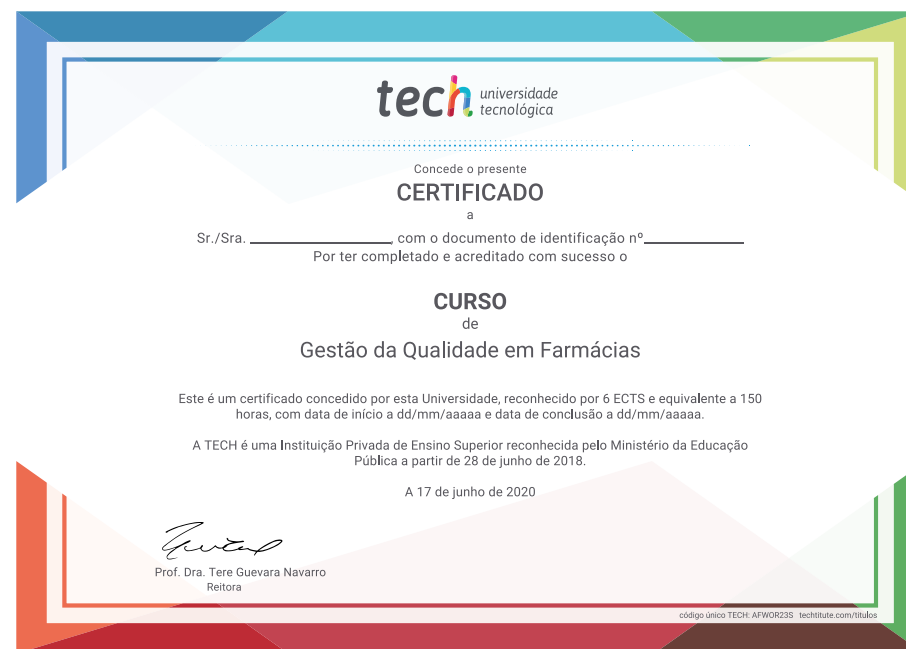 tech universidade
tecnológica
Concede o presente
CERTIFICADO
a
Sr./Sra. ________________, com o documento de identificação nº____________
Por ter completado e acreditado com sucesso o
CURSO
de
Gestão da Qualidade em Farmácias
Este é um certificado concedido por esta Universidade, reconhecido por 6 ECTS e equivalente a 150
horas, com data de início a dd/mm/aaaaa e data de conclusão a dd/mm/aaaaa.
A TECH é uma Instituição Privada de Ensino Superior reconhecida pelo Ministério da Educação
Pública a partir de 28 de junho de 2018.
A 17 de junho de 2020
Prof. Dra. Tere Guevara Navarro
Reitora
código único TECH: AFWOR23S techtitute.com/titulos